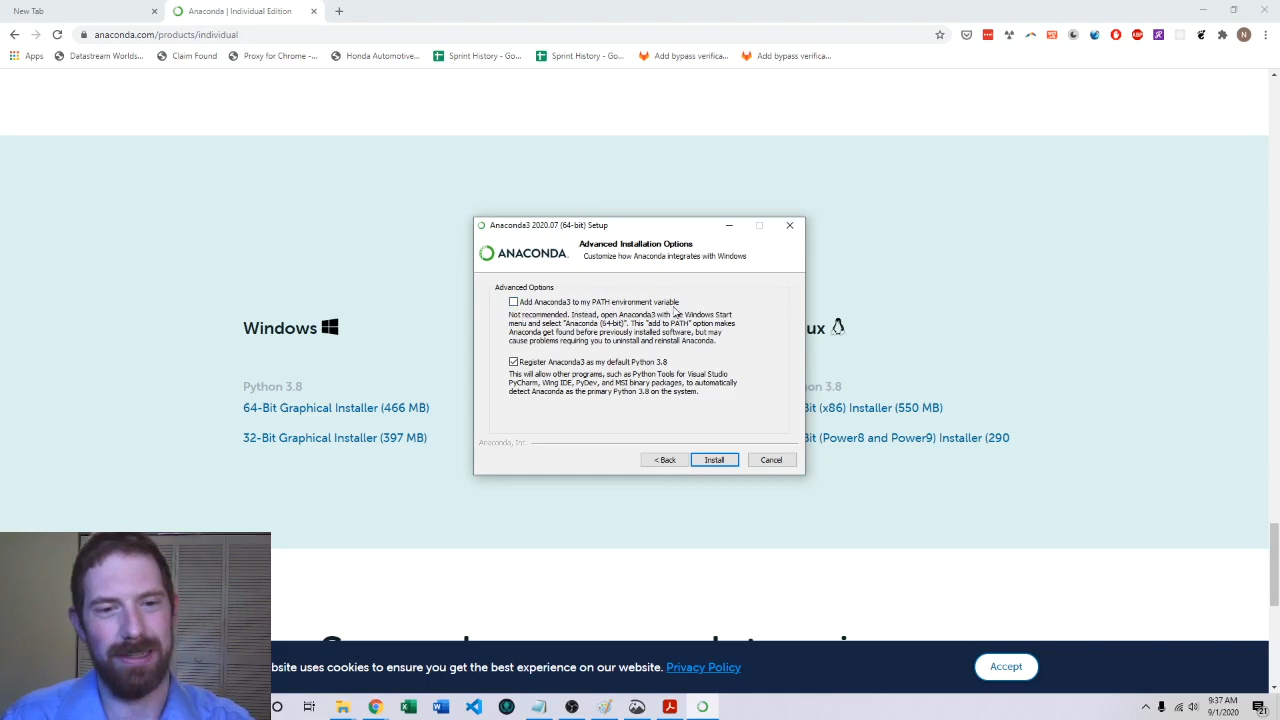 New Tab
Anaconda | Individual Edition
anaconda.com/products/individual
Apps
Datastream Worls...
Claim Found
Proxy for Chrome -...
Honda Automotive...
Sprint History - Go...
Sprint History - Go...
Add bypass verifica...
Add bypass verifica...
Anaconda3 2020.07 (64-bit) Setup
ANACONDA.
Advanced Installation Options
Customize how Anaconda integrates with Windows
Advanced Options
Add Anaconda3 to my PATH environment variable
Not recommended. Instead, open Anaconda3 with the Windows Start
menu and select "Anaconda (64-bit)". This "add to PATH" option makes
Anaconda get found before previously installed software, but may
cause problems requiring you to uninstall and reinstall Anaconda.
Register Anaconda3 as my default Python 3.8
This will allow other programs, such as Python Tools for Visual Studio
PyCharm, Wing IDE, PyDev, and MSI binary packages, to automatically
detect Anaconda as the primary Python 3.8 on the system.
Anaconda, Inc.
< Back
Install
Cancel
Windows
Python 3.8
64-Bit Graphical Installer (466 MB)
32-Bit Graphical Installer (397 MB)
ux
on 3.8
Bit (x86) Installer (550 MB)
Bit (Power8 and Power9) Installer (290
bsite uses cookies to ensure you get the best experience on our website. Privacy Policy
Accept
9:37 AM
9/1/2020